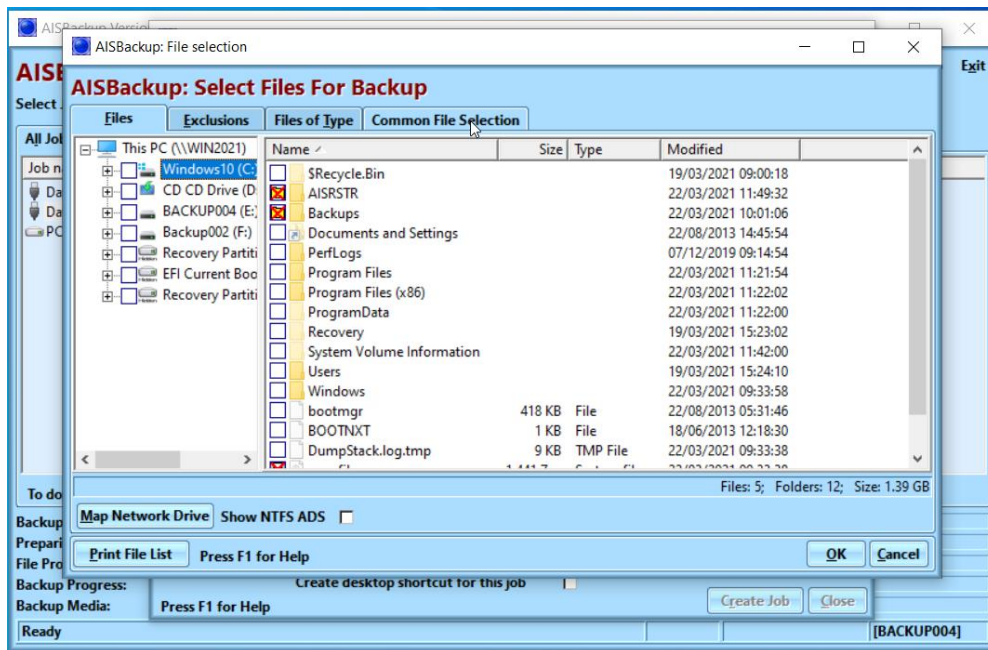 AISBackup Version
AISBackup: File selection
Exit
AISBackup: Select Files For Backup
Select
Files Exclusions Files of Type Common File Selection
All Jo
Job n
Da
Da
PC
This PC (\\WIN2021)
Windows10 (C:
CD CD Drive (D
BACKUP004 (E:)
Backup002 (F:)
Recovery Partiti
EFI Current Boo
Recovery Partiti
Name Size Type Modified
$Recycle.Bin 19/03/2021 09:00:18
AISRSTR 22/03/2021 11:49:32
Backups 22/03/2021 10:01:06
Documents and Settings 22/08/2013 14:45:54
PerfLogs 07/12/2019 09:14:54
Program Files 22/03/2021 11:21:54
Program Files (x86) 22/03/2021 11:22:02
ProgramData 22/03/2021 11:22:00
Recovery 19/03/2021 15:23:02
System Volume Information 22/03/2021 11:42:00
Users 19/03/2021 15:24:10
Windows 22/03/2021 09:33:58
bootmgr 418 KB File 22/08/2013 05:31:46
BOOTNXT 1 KB File 18/06/2013 12:18:30
DumpStack.log.tmp 9 KB TMP File 22/03/2021 09:33:38
Files: 5; Folders: 12; Size: 1.39 GB
To do
Map Network Drive Show NTFS ADS
Backup
Prepari
File Pro
Print File List Press F1 for Help OK Cancel
Backup Progress: Create desktop shortcut for this job
Backup Media: Press F1 for Help Create Job Close
Ready [BACKUP004]